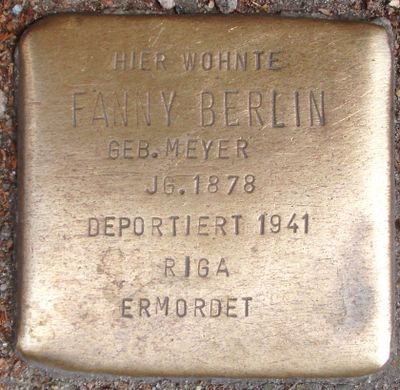 HIER WOHNTE
FANNY BERLIN
GEB. MEYER
JG. 1878
DEPORTIERT 1941
RIGA
ERMORDET